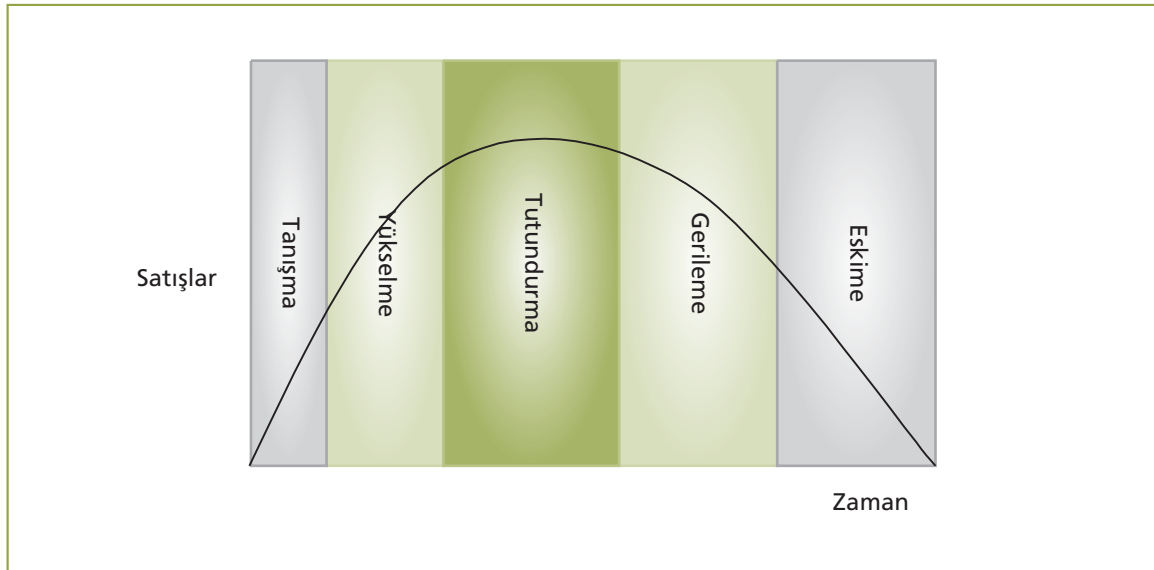 Satışlar
Tanışma
Yükselme
Tutundurma
Gerileme
Eskime
Zaman